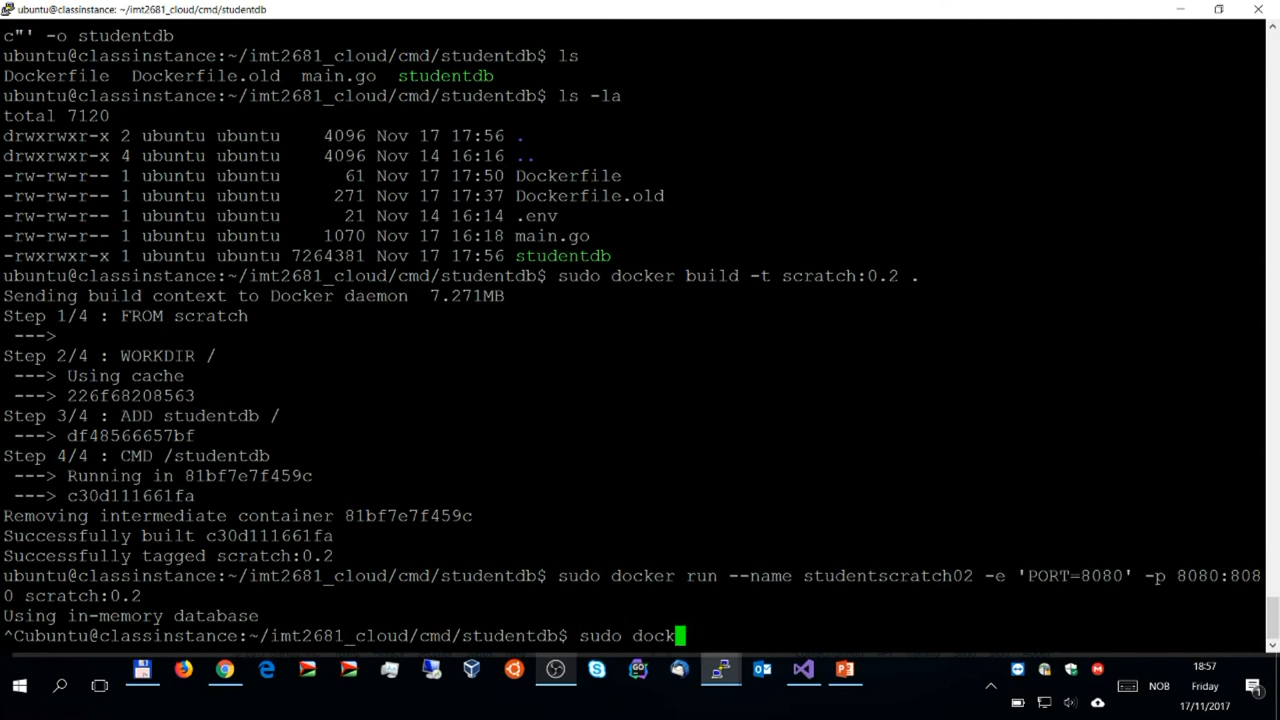 ubuntu@classinstance: ~/imt2681_cloud/cmd/studentdb
c"' -o studentdb
ubuntu@classinstance:~/imt2681_cloud/cmd/studentdb$ ls
Dockerfile  Dockerfile.old  main.go  studentdb
ubuntu@classinstance:~/imt2681_cloud/cmd/studentdb$ ls -la
total 7120
drwxrwxr-x 2 ubuntu ubuntu    4096 Nov 17 17:56 .
drwxrwxr-x 4 ubuntu ubuntu    4096 Nov 14 16:16 ..
-rw-rw-r-- 1 ubuntu ubuntu      61 Nov 17 17:50 Dockerfile
-rw-rw-r-- 1 ubuntu ubuntu     271 Nov 17 17:37 Dockerfile.old
-rw-rw-r-- 1 ubuntu ubuntu      21 Nov 14 16:14 .env
-rw-rw-r-- 1 ubuntu ubuntu    1070 Nov 17 16:18 main.go
-rwxrwxr-x 1 ubuntu ubuntu 7264381 Nov 17 17:56 studentdb
ubuntu@classinstance:~/imt2681_cloud/cmd/studentdb$ sudo docker build -t scratch:0.2 .
Sending build context to Docker daemon  7.271MB
Step 1/4 : FROM scratch
 --->
Step 2/4 : WORKDIR /
 ---> Using cache
 ---> 226f68208563
Step 3/4 : ADD studentdb /
 ---> df48566657bf
Step 4/4 : CMD /studentdb
 ---> Running in 81bf7e7f459c
 ---> c30d111661fa
Removing intermediate container 81bf7e7f459c
Successfully built c30d111661fa
Successfully tagged scratch:0.2
ubuntu@classinstance:~/imt2681_cloud/cmd/studentdb$ sudo docker run --name studentscratch02 -e 'PORT=8080' -p 8080:808
0 scratch:0.2
Using in-memory database
^Cubuntu@classinstance:~/imt2681_cloud/cmd/studentdb$ sudo dock
18:57
NOB
Friday
17/11/2017